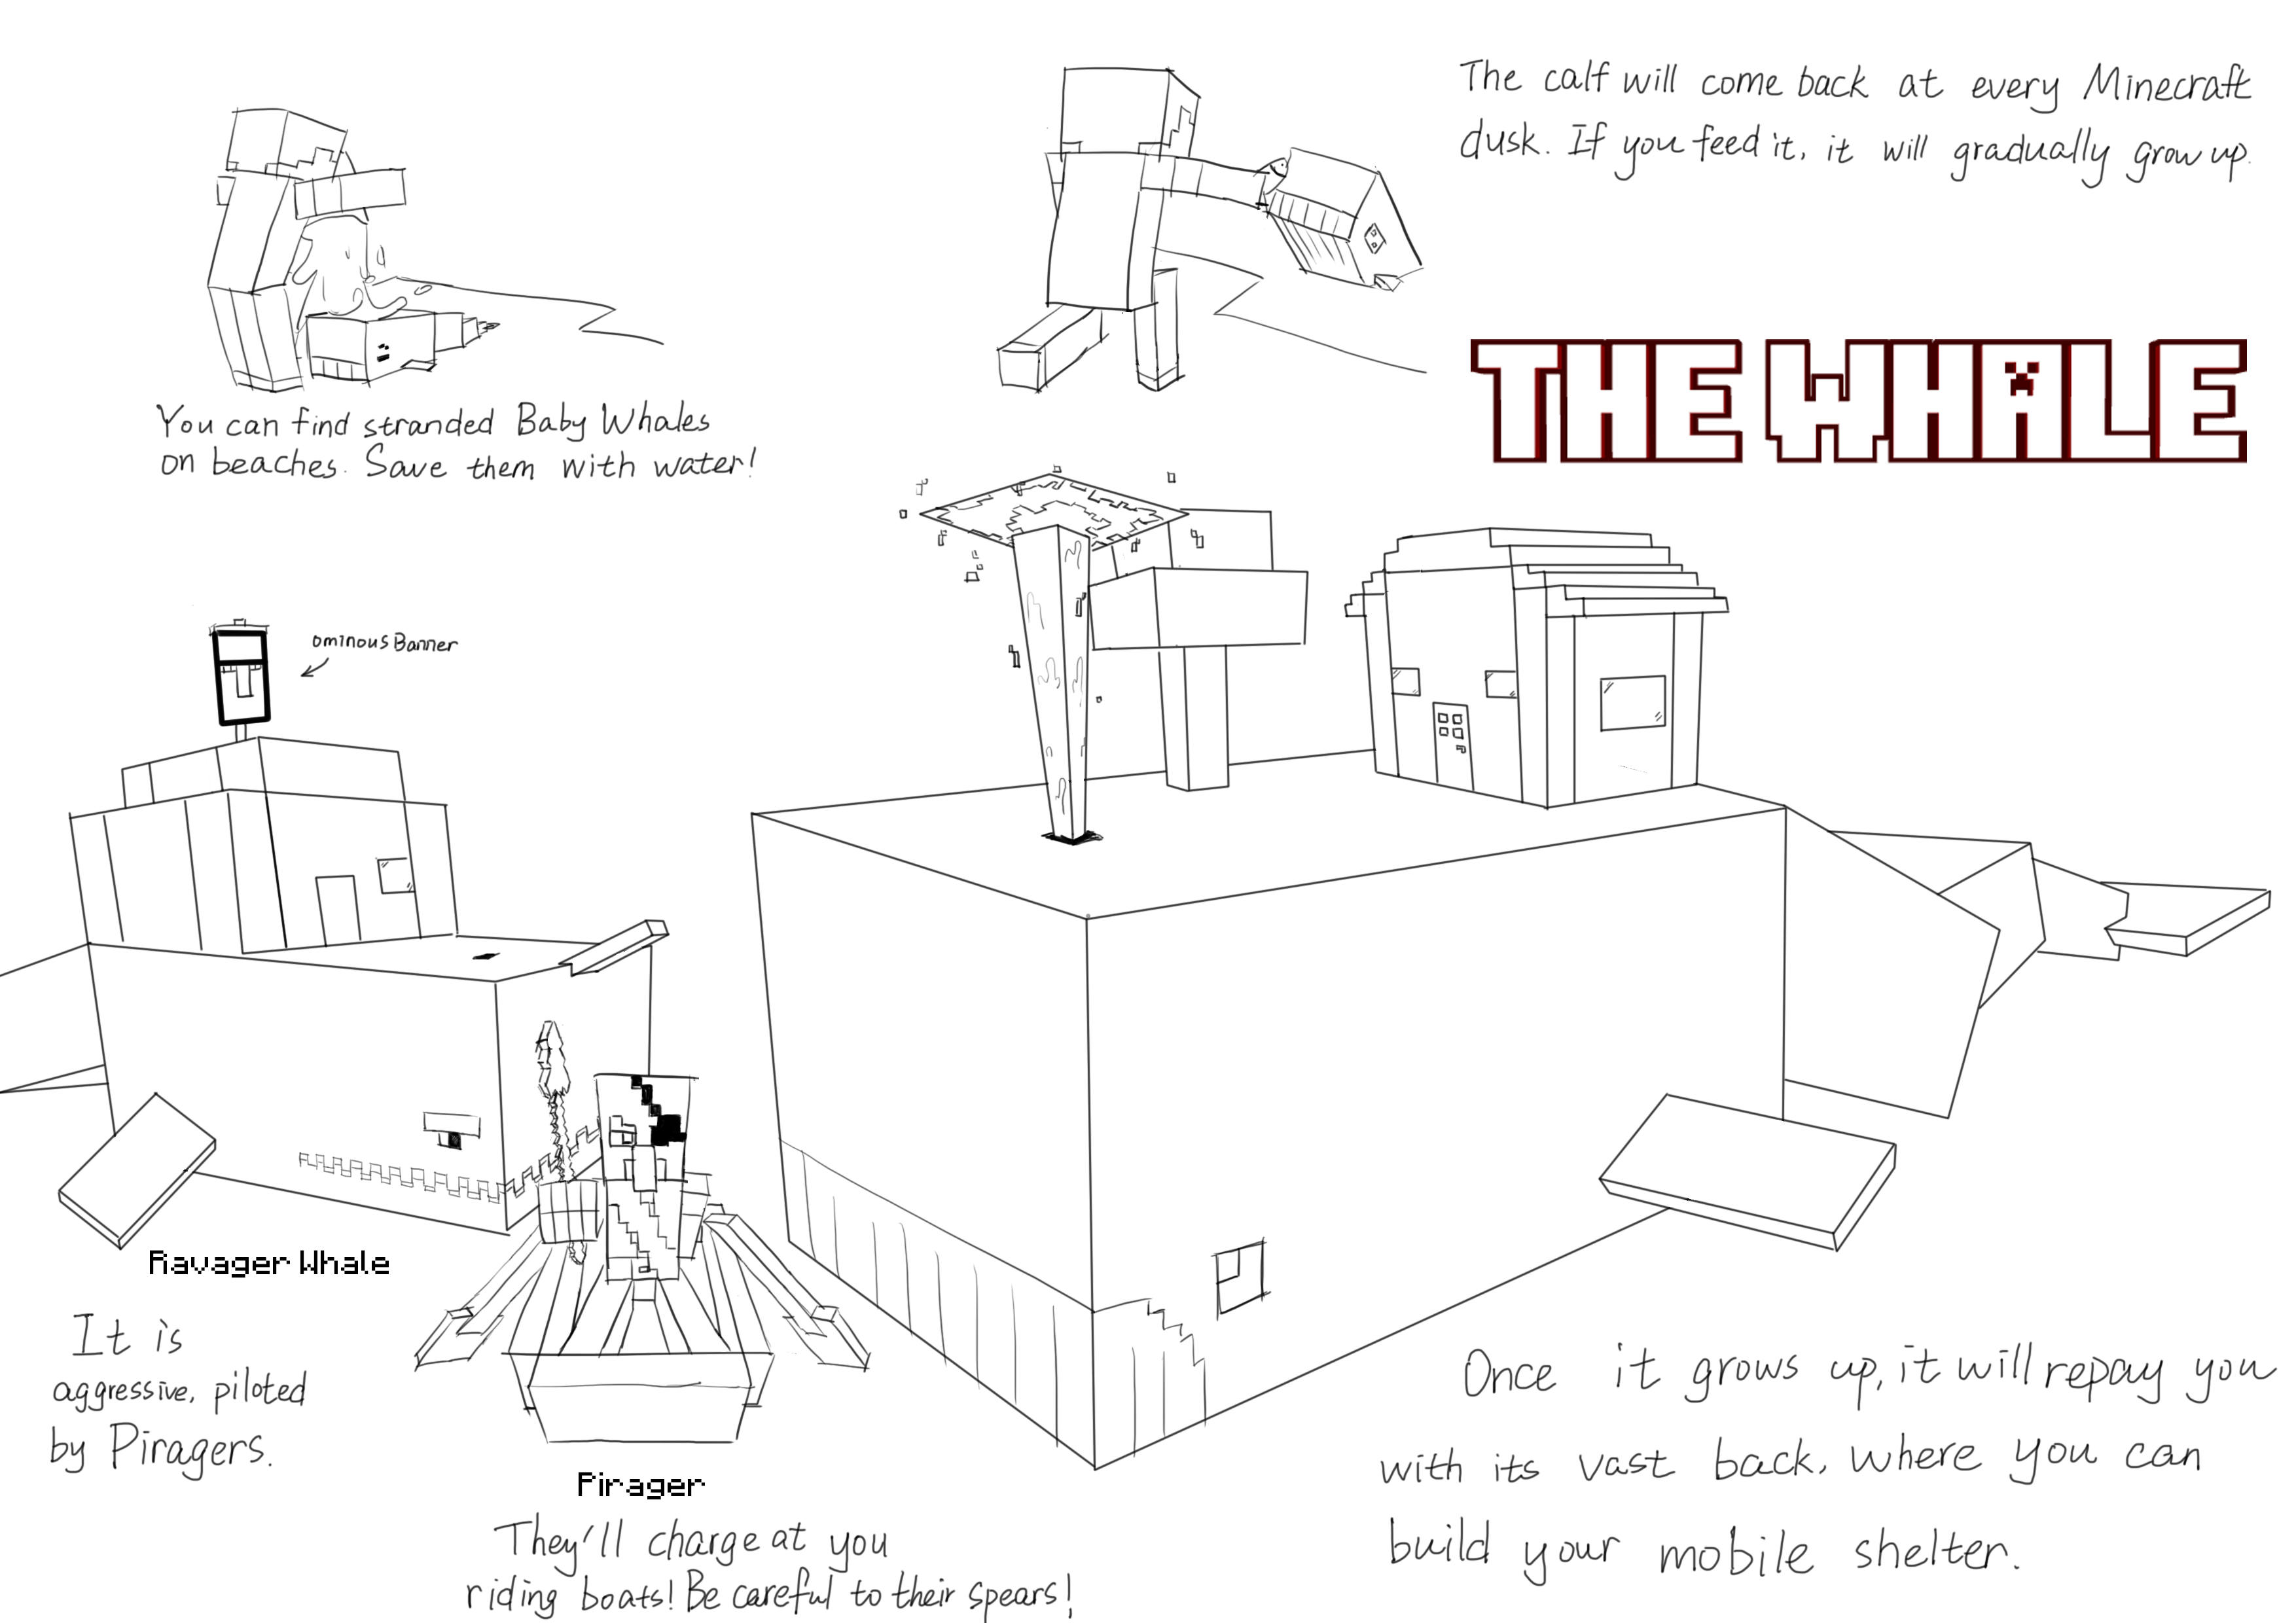 The calf will come back at every Minecraft
dusk. If you feed it, it will gradually grow up.
THE WHALE
You can find stranded Baby Whales
on beaches. Save them with water!
ominous Banner
Ravager Whale
It is
aggressive, piloted
by Piragers.
Pirager
They'll charge at you
riding boats! Be careful to their spears!
Once it grows up, it will repay you
with its vast back, where you can
build your mobile shelter.